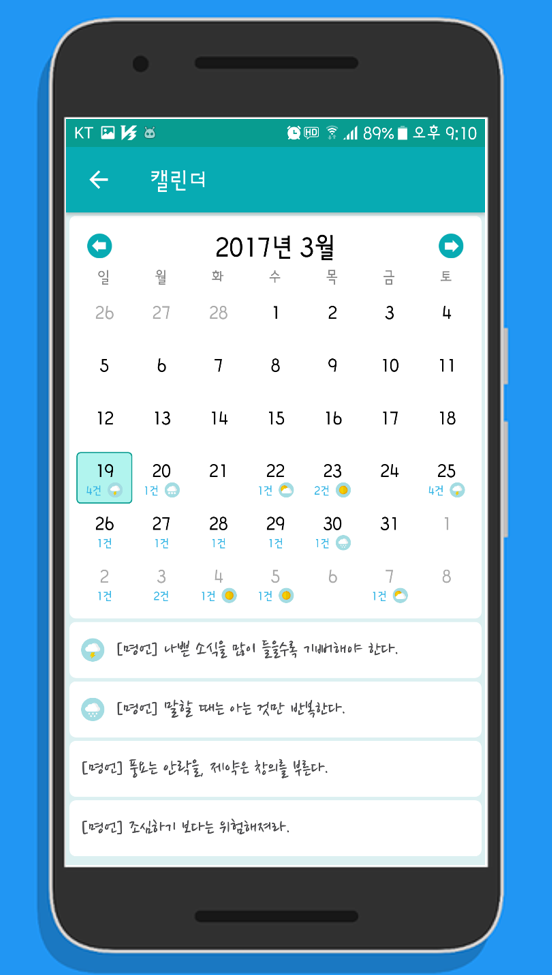 KT 89% 오후 9:10
캘린더
2017년 3월
일 월 화 수 목 금 토
26 27 28 1 2 3 4
5 6 7 8 9 10 11
12 13 14 15 16 17 18
19 20 21 22 23 24 25
4건 1건 1건 2건 4건
26 27 28 29 30 31 1
1건 1건 1건 1건 1건
2 3 4 5 6 7 8
1건 2건 1건 1건 1건
[명언] 나쁜 소식을 많이 들을수록 기뻐해야 한다.
[명언] 말할 때는 아는 것만 반복한다.
[명언] 풍요는 안락을, 제약은 창의를 부른다.
[명언] 조심하기 보다는 위험해져라.